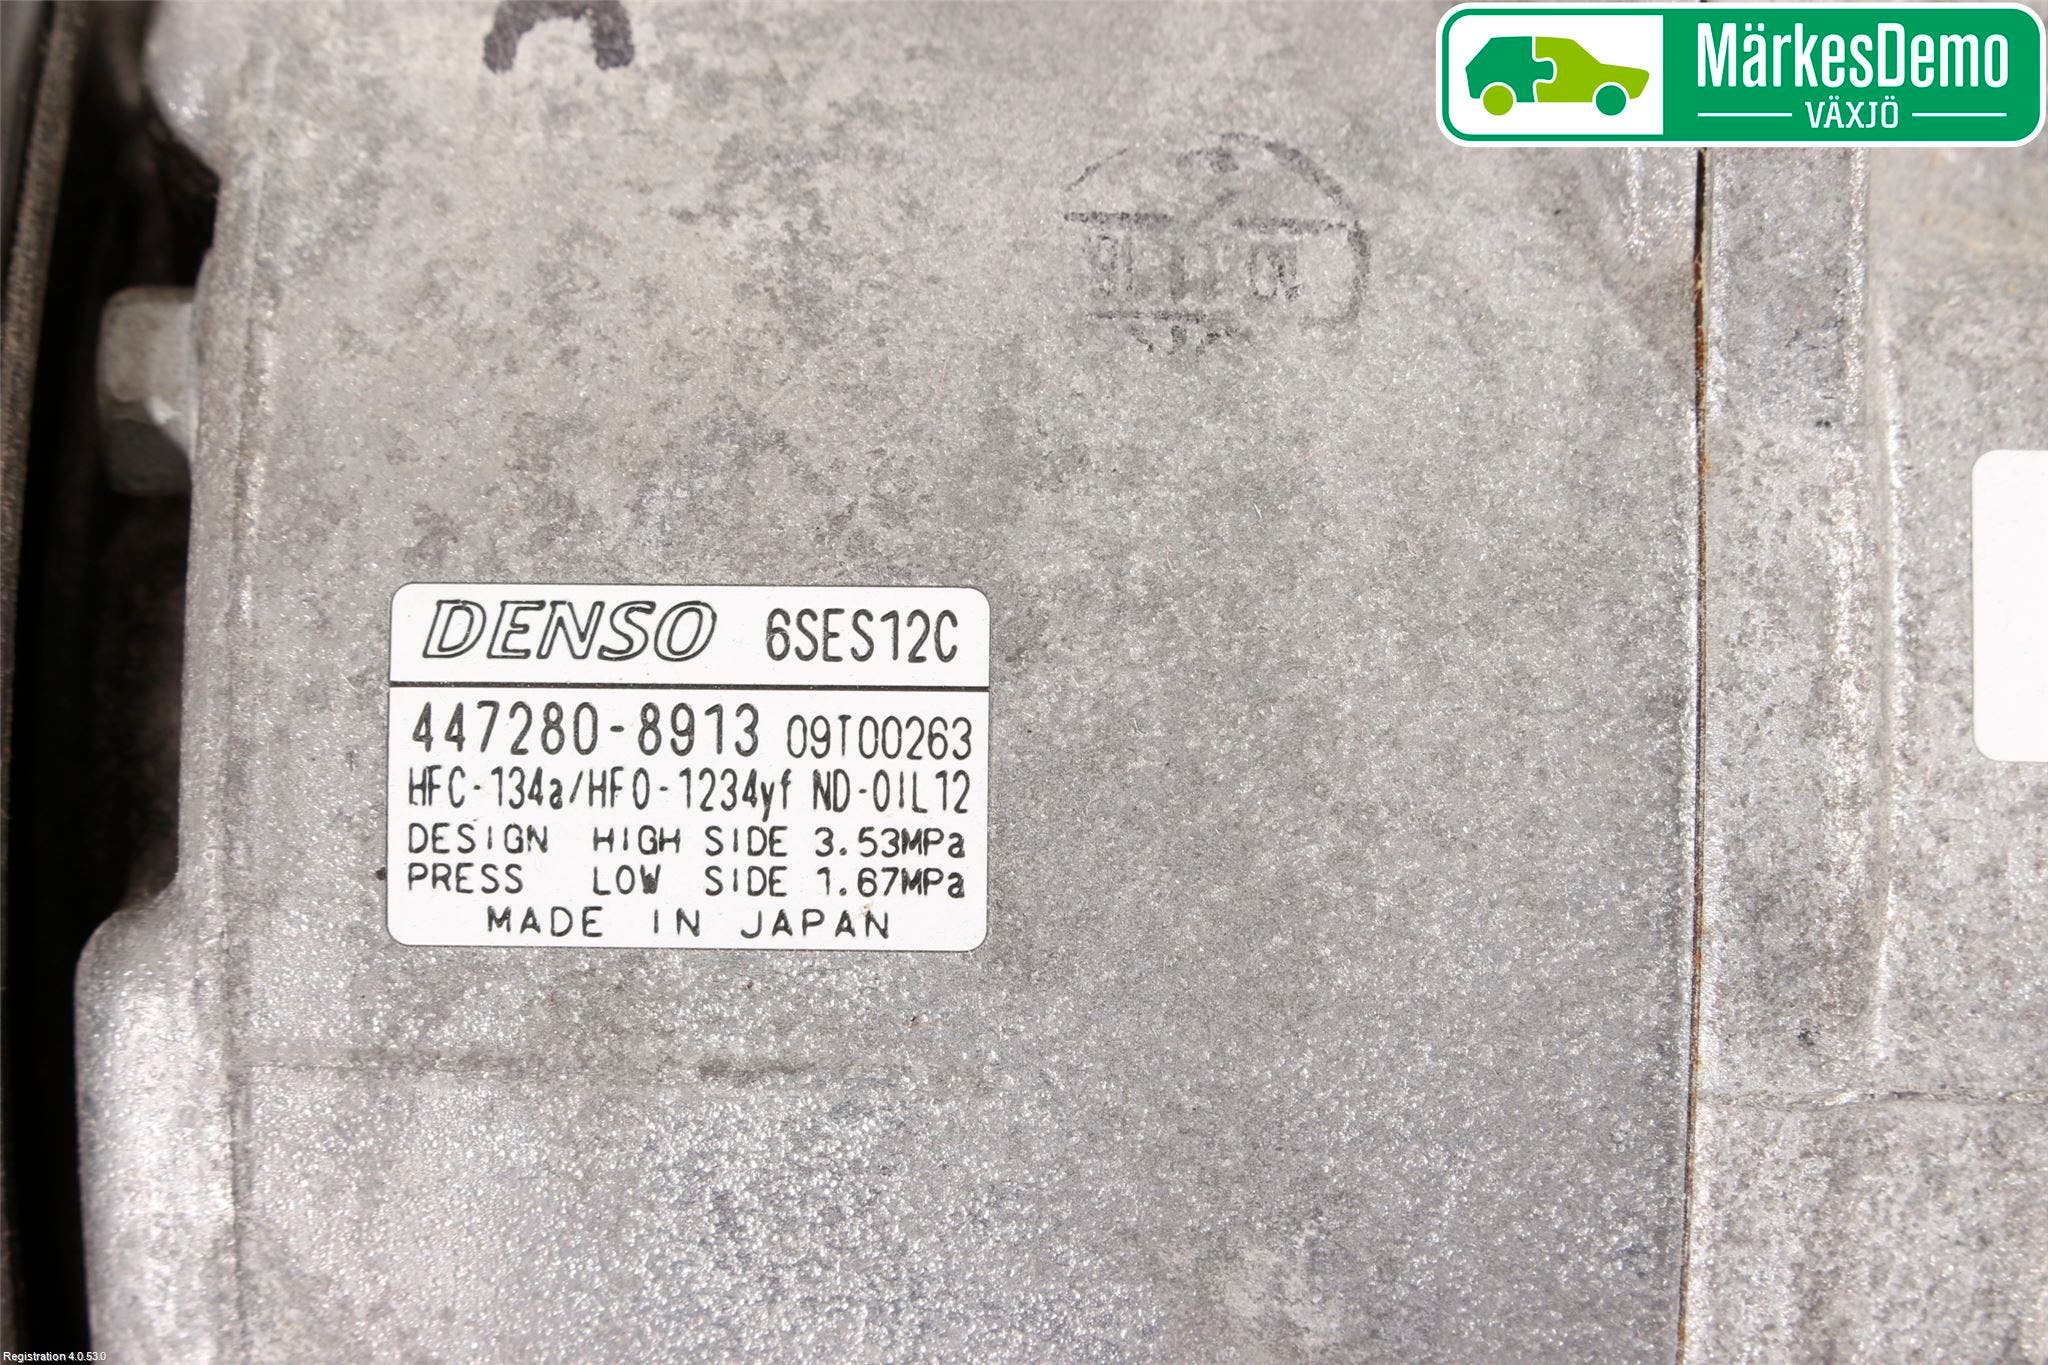 MärkesDemo
VÄXJÖ
DENSO 6SES12C
447280-8913 09T00263
HFC-134a/HFO-1234yf ND-OIL12
DESIGN HIGH SIDE 3.53MPa
PRESS LOW SIDE 1.67MPa
MADE IN JAPAN
Registration 4.0.53.0